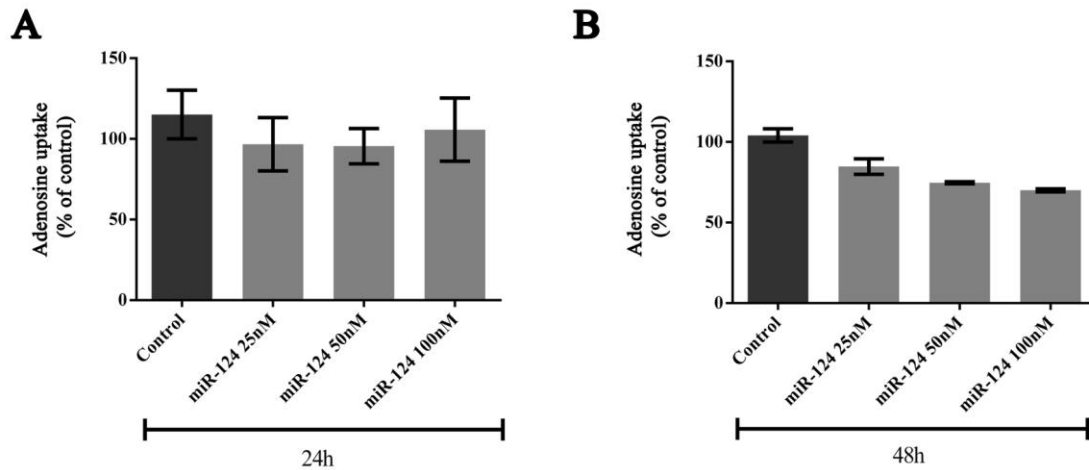 A
B
Adenosine uptake
(% of control)
150
100
50
0
Control
miR-124 25nM
miR-124 50nM
miR-124 100nM
24h
Adenosine uptake
(% of control)
150
100
50
0
Control
miR-124 25nM
miR-124 50nM
miR-124 100nM
48h